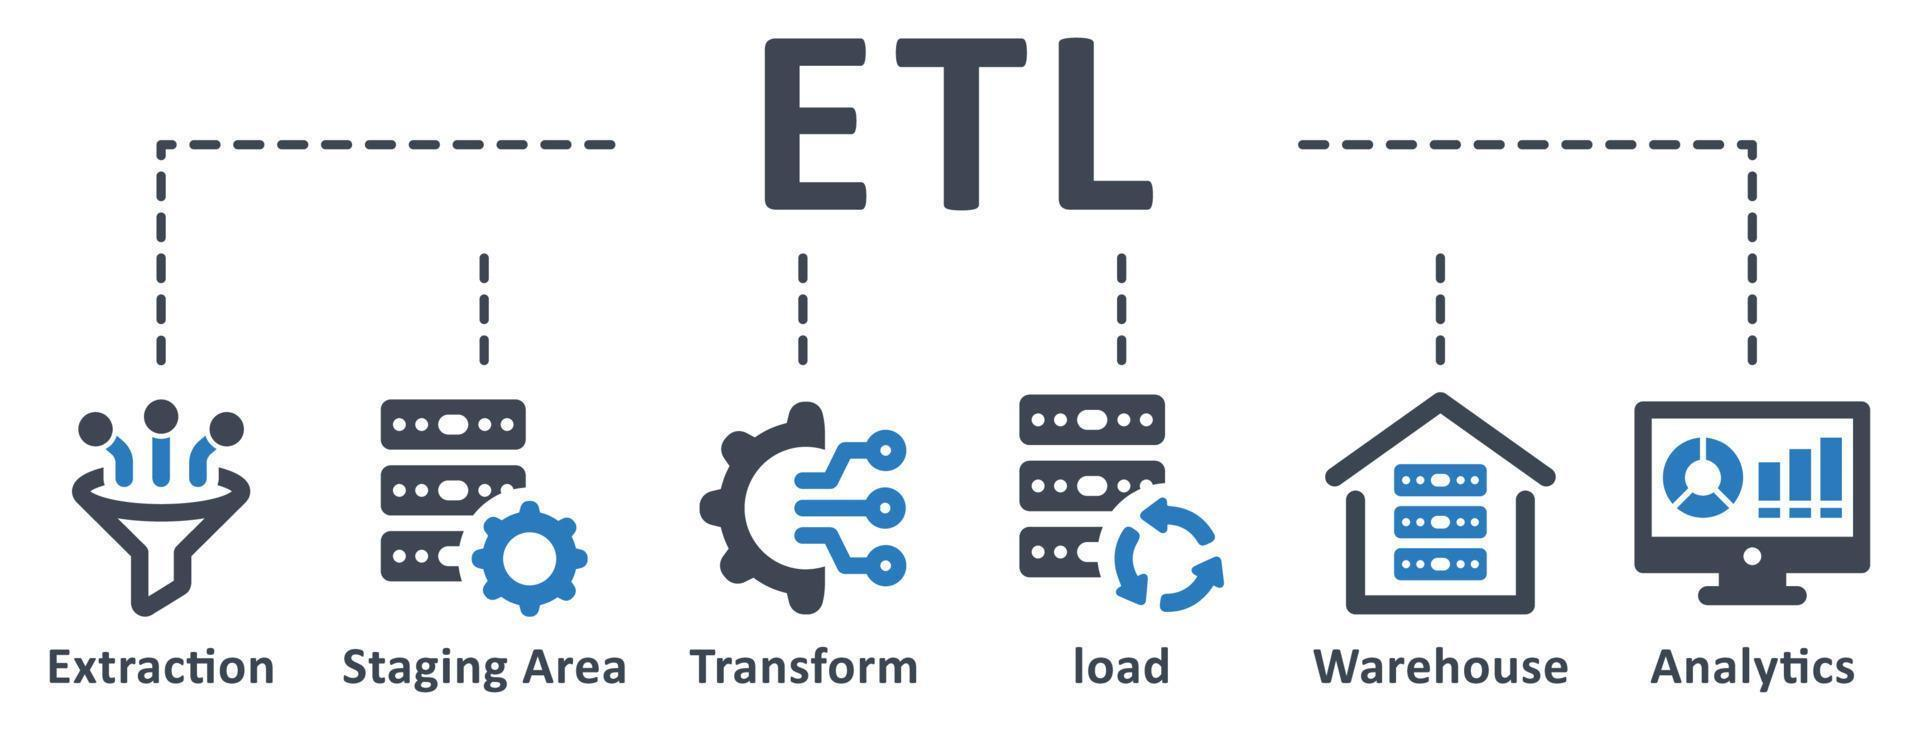 ETL
Extraction
Staging Area
Transform
load
Warehouse
Analytics